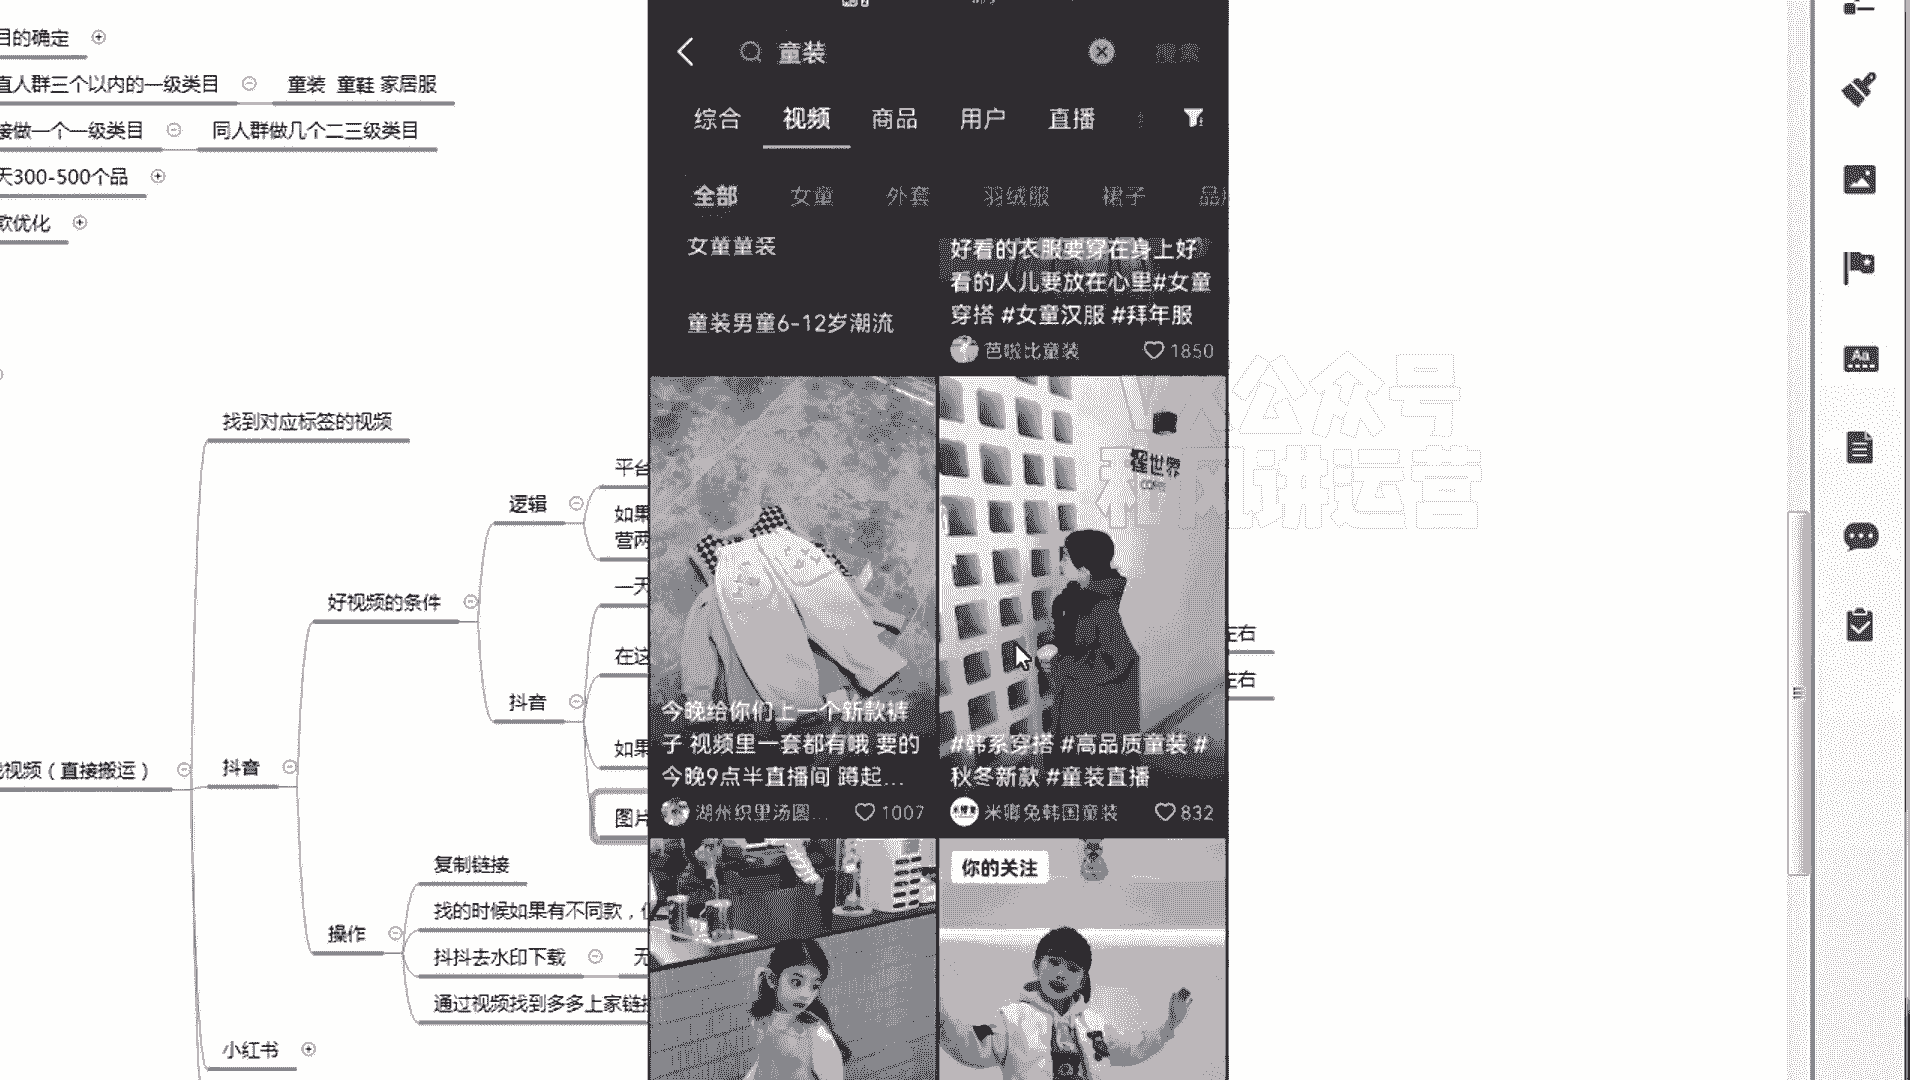 目的确定
直人群三个以内的一级类目
童装 童鞋 家居服
接做一个一级类目
同人群做几个二三级类目
天300-500个品
款优化
找到对应标签的视频
逻辑
好视频的条件
抖音
找视频（直接搬运）
抖音
操作
复制链接
找的时候如果有不同款，
抖抖去水印下载
无
通过视频找到多多上家链接
小红书
平台
如果
营两
一天
在这
如果
图片
左右
左右
童装
搜索
综合
视频
商品
用户
直播
全部
女童
外套
羽绒服
裙子
品牌
女童童装
童装男童6-12岁潮流
好看的衣服要穿在身上好
看的人儿要放在心里#女童
穿搭 #女童汉服 #拜年服
芭啦比童装
1850
今晚给你们上一个新款裤
子 视频里一套都有哦 要的
今晚9点半直播间 蹲起...
湖州织里汤圆...
1007
#韩系穿搭 #高品质童装 #
秋冬新款 #童装直播
米卿兔韩国童装
832
你的关注
公众号
和风讲运营